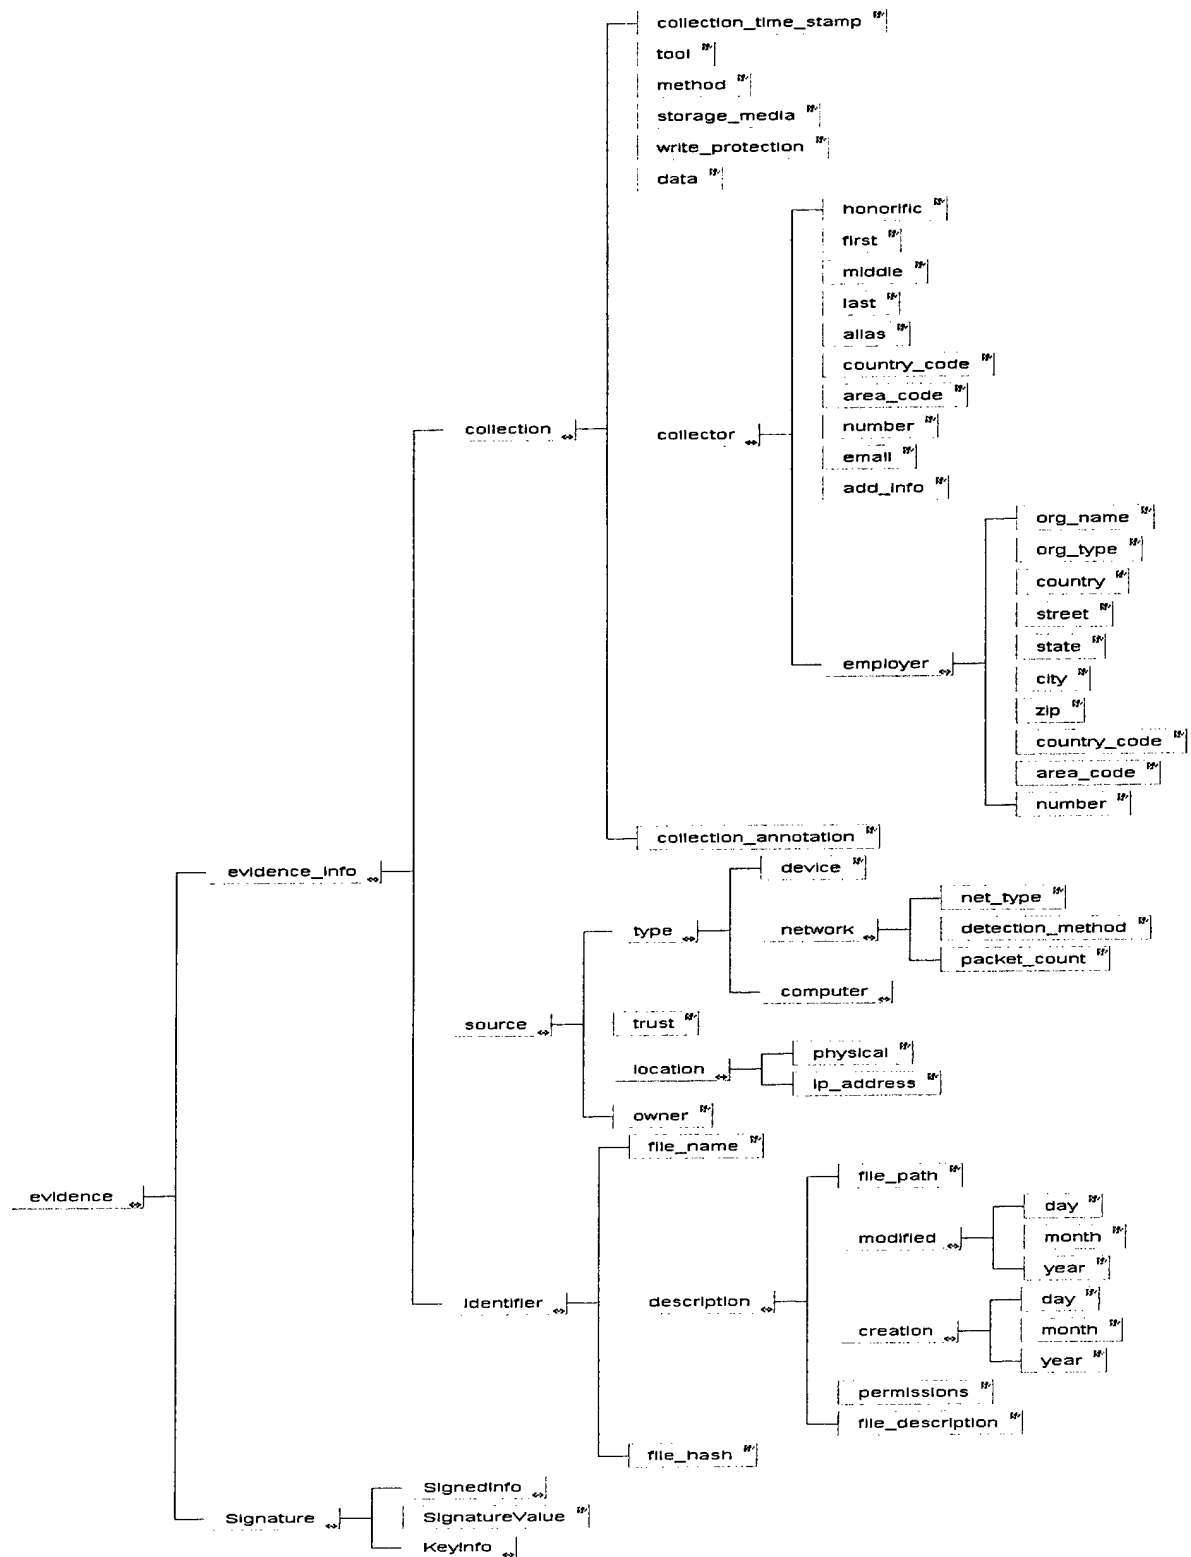 collection_time_stamp
tool
method
storage_media
write_protection
data
honorific
first
middle
last
alias
country_code
area_code
collection
collector
number
email
add_info
org_name
org_type
country
street
state
employer
city
zip
country_code
area_code
number
collection_annotation
evidence_info
device
net_type
type
network
detection_method
packet_count
computer
source
trust
physical
location
ip_address
owner
file_name
file_path
evidence
day
modified
month
year
identifier
description
day
creation
month
year
permissions
file_description
file_hash
SignedInfo
Signature
SignatureValue
KeyInfo